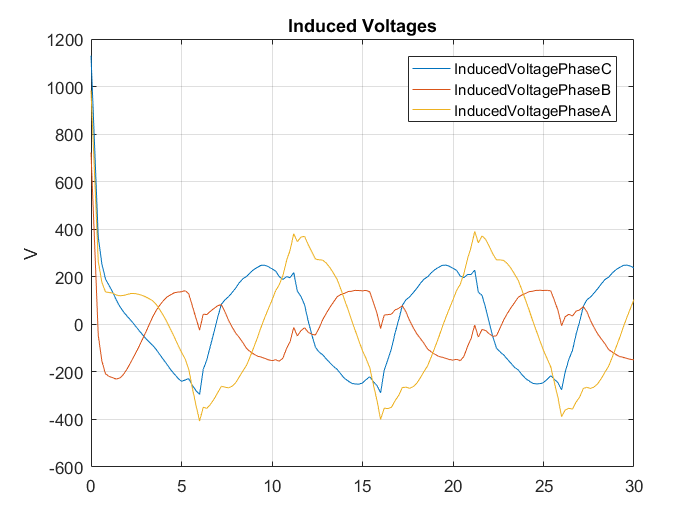 Induced Voltages
1200
1000
800
600
400
200
0
-200
-400
-600
V
InducedVoltagePhaseC
InducedVoltagePhaseB
InducedVoltagePhaseA
0 5 10 15 20 25 30